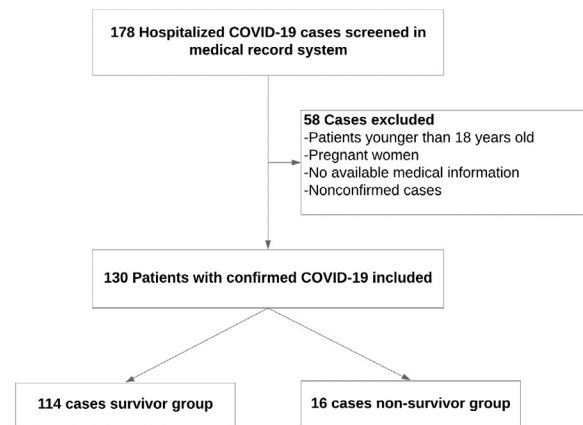 178 Hospitalized COVID-19 cases screened in
medical record system
58 Cases excluded
-Patients younger than 18 years old
-Pregnant women
-No available medical information
-Nonconfirmed cases
130 Patients with confirmed COVID-19 included
114 cases survivor group
16 cases non-survivor group